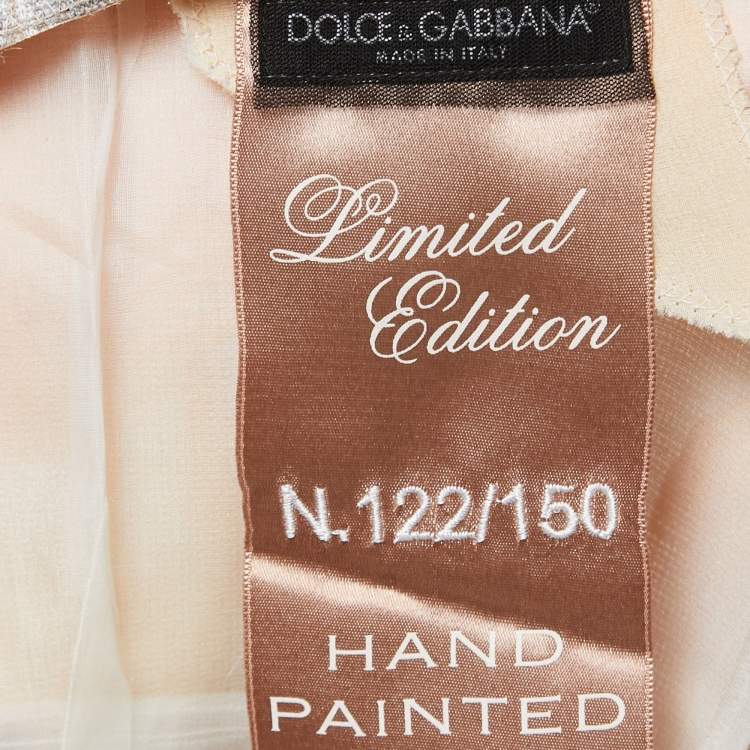 DOLCE & GABBANA®
MADE IN ITALY
Limited
Edition
N.122/150
HAND
PAINTED